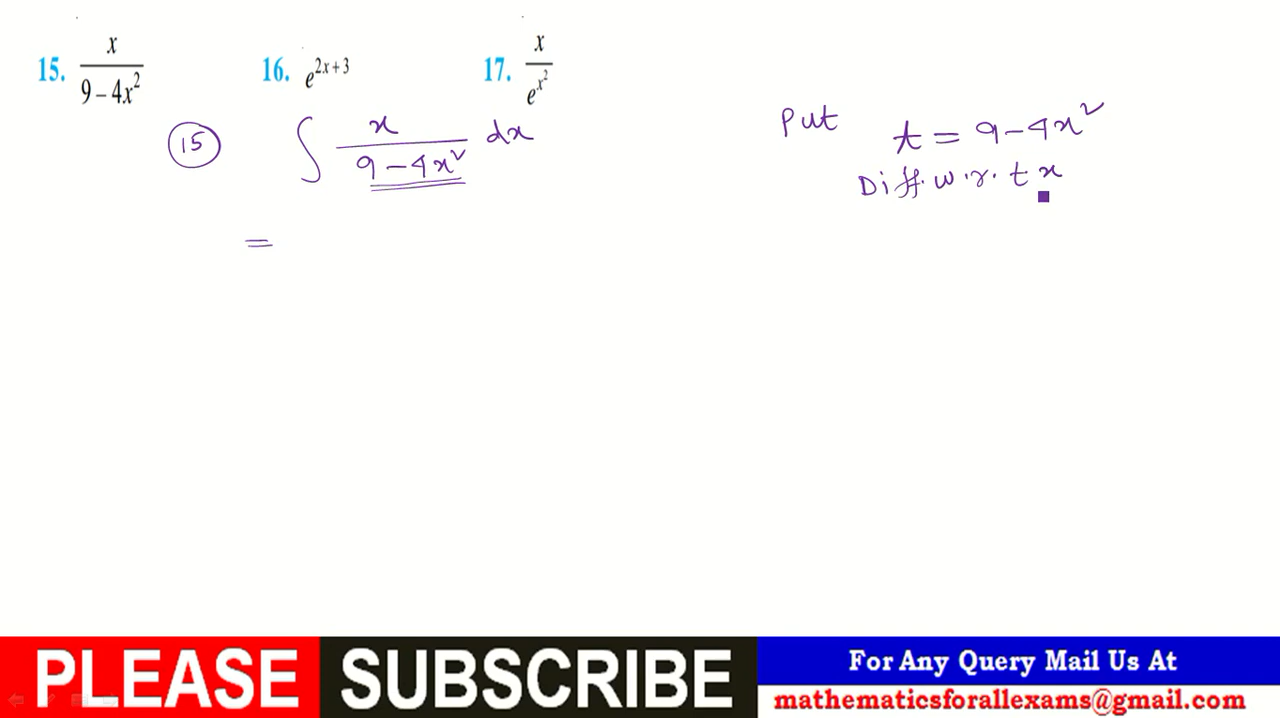 15. x / (9 – 4x²) 16. e^(2x+3) 17. x / e^(x²)
(15) ∫ x / (9 – 4x²) dx
=
Put t = 9 – 4x²
Diff. w.r.t x
PLEASE SUBSCRIBE
For Any Query Mail Us At
mathematicsforallexams@gmail.com